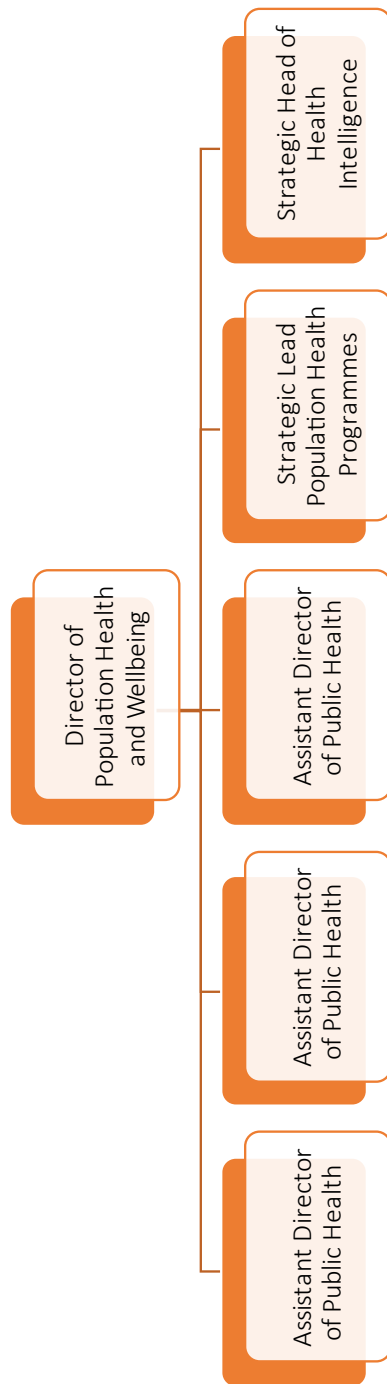 Director of
Population Health
and Wellbeing
Assistant Director
of Public Health
Assistant Director
of Public Health
Assistant Director
of Public Health
Strategic Lead
Population Health
Programmes
Strategic Head of
Health
Intelligence